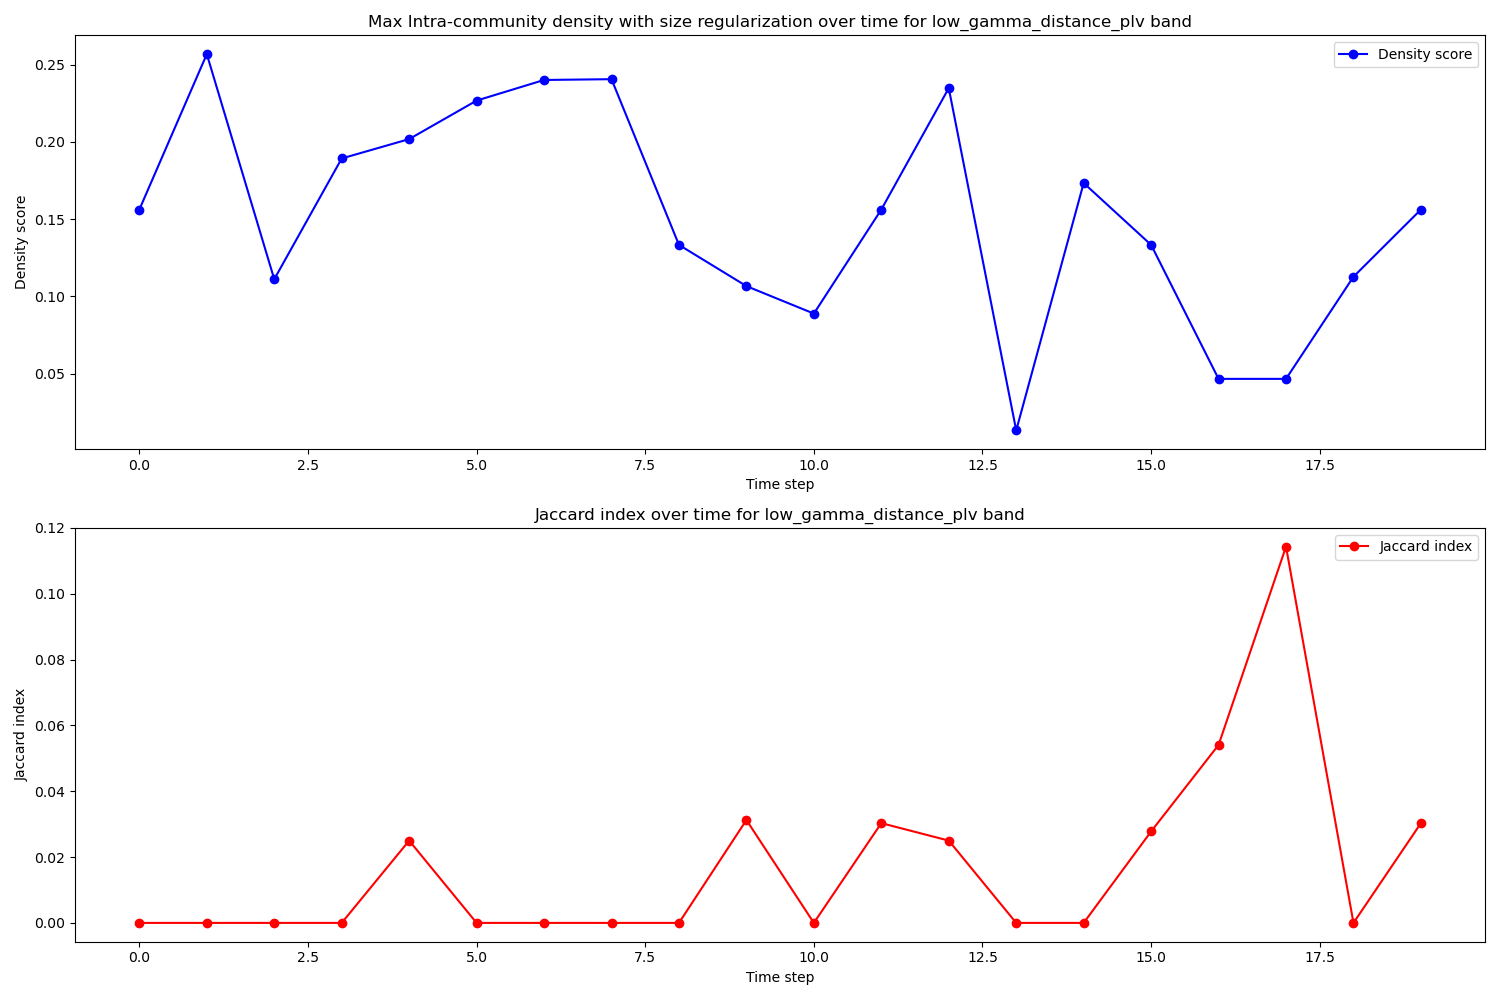 Max Intra-community density with size regularization over time for low_gamma_distance_plv band
Density score
0.25
0.20
0.15
0.10
0.05
Density score
0.0 2.5 5.0 7.5 10.0 12.5 15.0 17.5
Time step
Jaccard index over time for low_gamma_distance_plv band
Jaccard index
0.12
0.10
0.08
0.06
0.04
0.02
0.00
Jaccard index
0.0 2.5 5.0 7.5 10.0 12.5 15.0 17.5
Time step